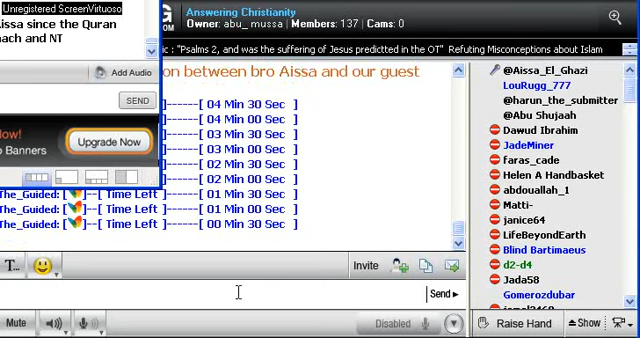 Unregistered ScreenVirtuoso
Aissa since the Quran
nach and NT
Add Audio
SEND
Now!
o Banners
Upgrade Now
G
.COM
Answering Christianity
Owner: abu_ mussa | Members: 137 | Cams: 0
: "Psalms 2, and was the suffering of Jesus predictted in the OT" Refuting Misconceptions about Islam
on between bro Aissa and our guest
]------[ 04 Min 30 Sec ]
]------[ 04 Min 00 Sec ]
]------[ 03 Min 30 Sec ]
]------[ 03 Min 00 Sec ]
]------[ 02 Min 30 Sec ]
]------[ 02 Min 00 Sec ]
The_Guided: [ ]--[ Time Left ]------[ 01 Min 30 Sec ]
The_Guided: [ ]--[ Time Left ]------[ 01 Min 00 Sec ]
The_Guided: [ ]--[ Time Left ]------[ 00 Min 30 Sec ]
T...
Invite
Send
Mute
Disabled
@Aissa_El_Ghazi
LouRugg_777
@harun_the_submitter
@Abu Shujaah
Dawud Ibrahim
JadeMiner
faras_cade
Helen A Handbasket
abdouallah_1
Matti-
janice64
LifeBeyondEarth
Blind Bartimaeus
d2-d4
Jada58
Gomerozdubar
Raise Hand
Show